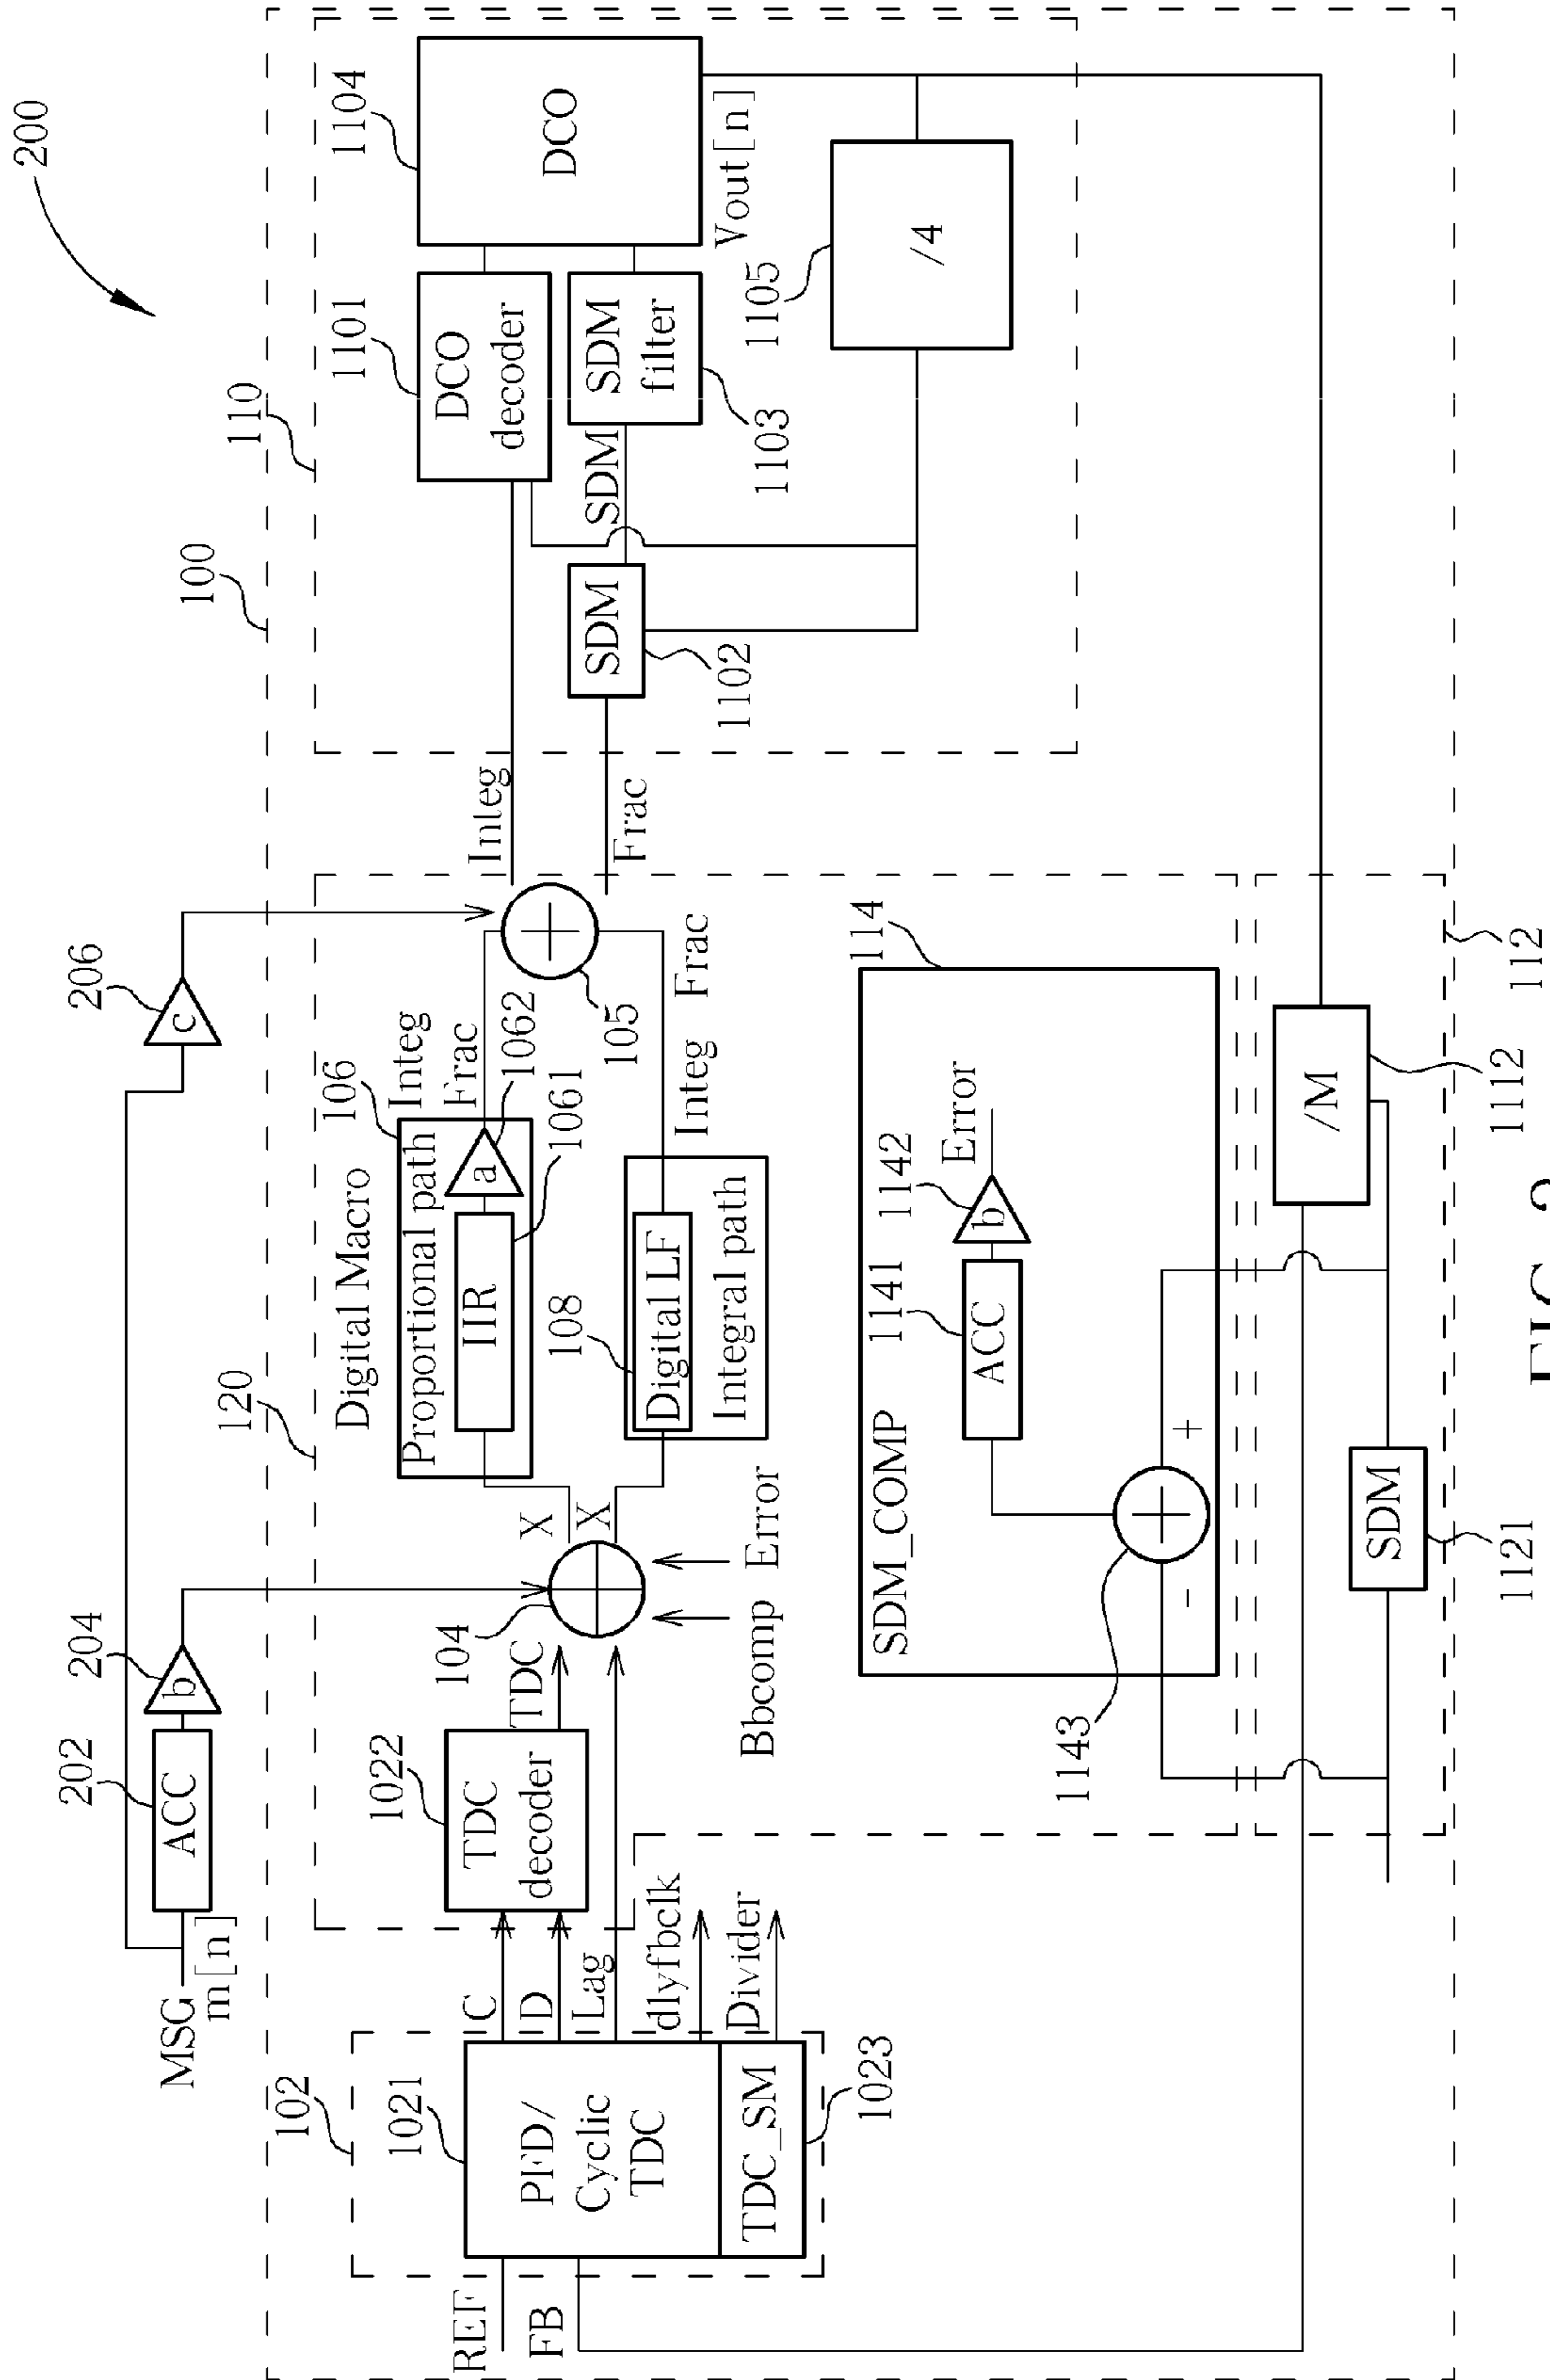 200
MSG
m[n]
202
ACC
204
b
206
c
100
120
110
102
1021
PFD/
Cyclic
TDC
TDC_SM
1023
REF
FB
C
D
Lag
dlyfbclk
Divider
1022
TDC
decoder
TDC
104
X
X
Bbcomp
Error
Digital Macro
Proportional path
106
IIR
a
1061
1062
Integ
Frac
108
Digital LF
Integral path
Integ
Frac
105
Integ
Frac
SDM
1102
SDM
1101
DCO
decoder
SDM
filter
1103
1104
DCO
Vout[n]
1105
/4
114
SDM_COMP
1141
ACC
1142
b
Error
1143
-
+
SDM
1121
/M
1112
112